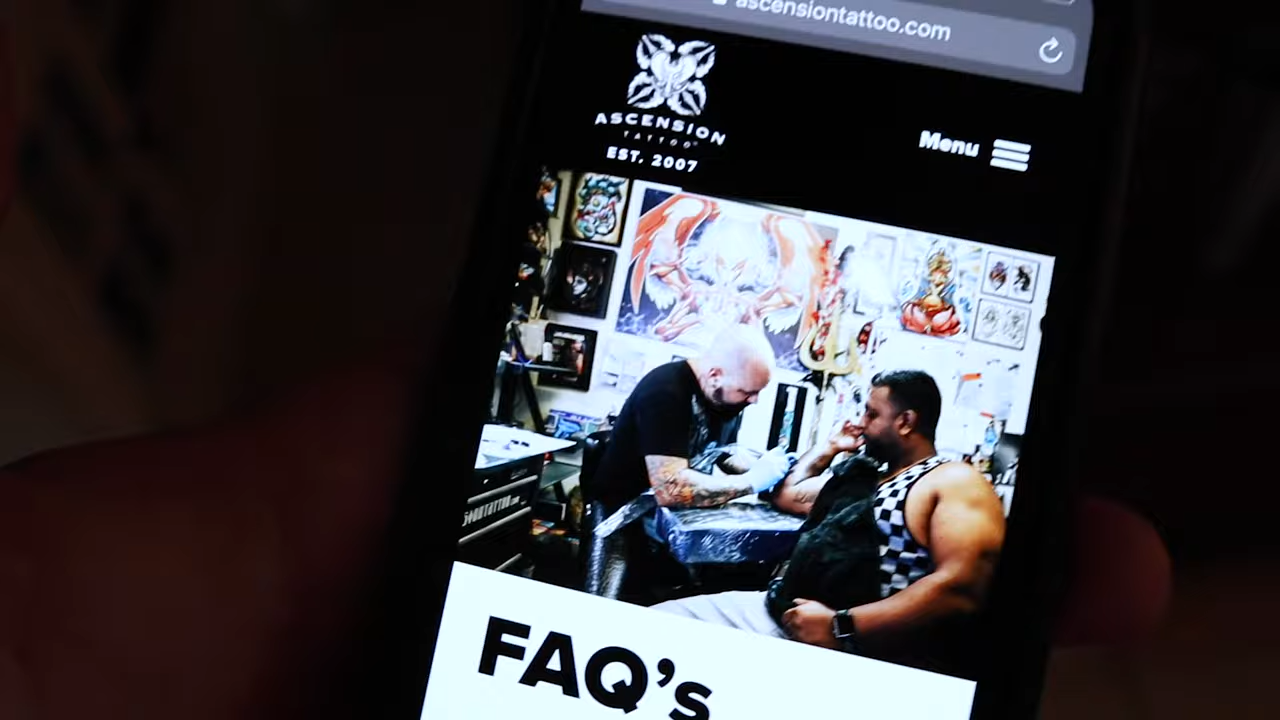 ascensiontattoo.com
ASCENSION
TATTOO
EST. 2007
Menu
FAQ's